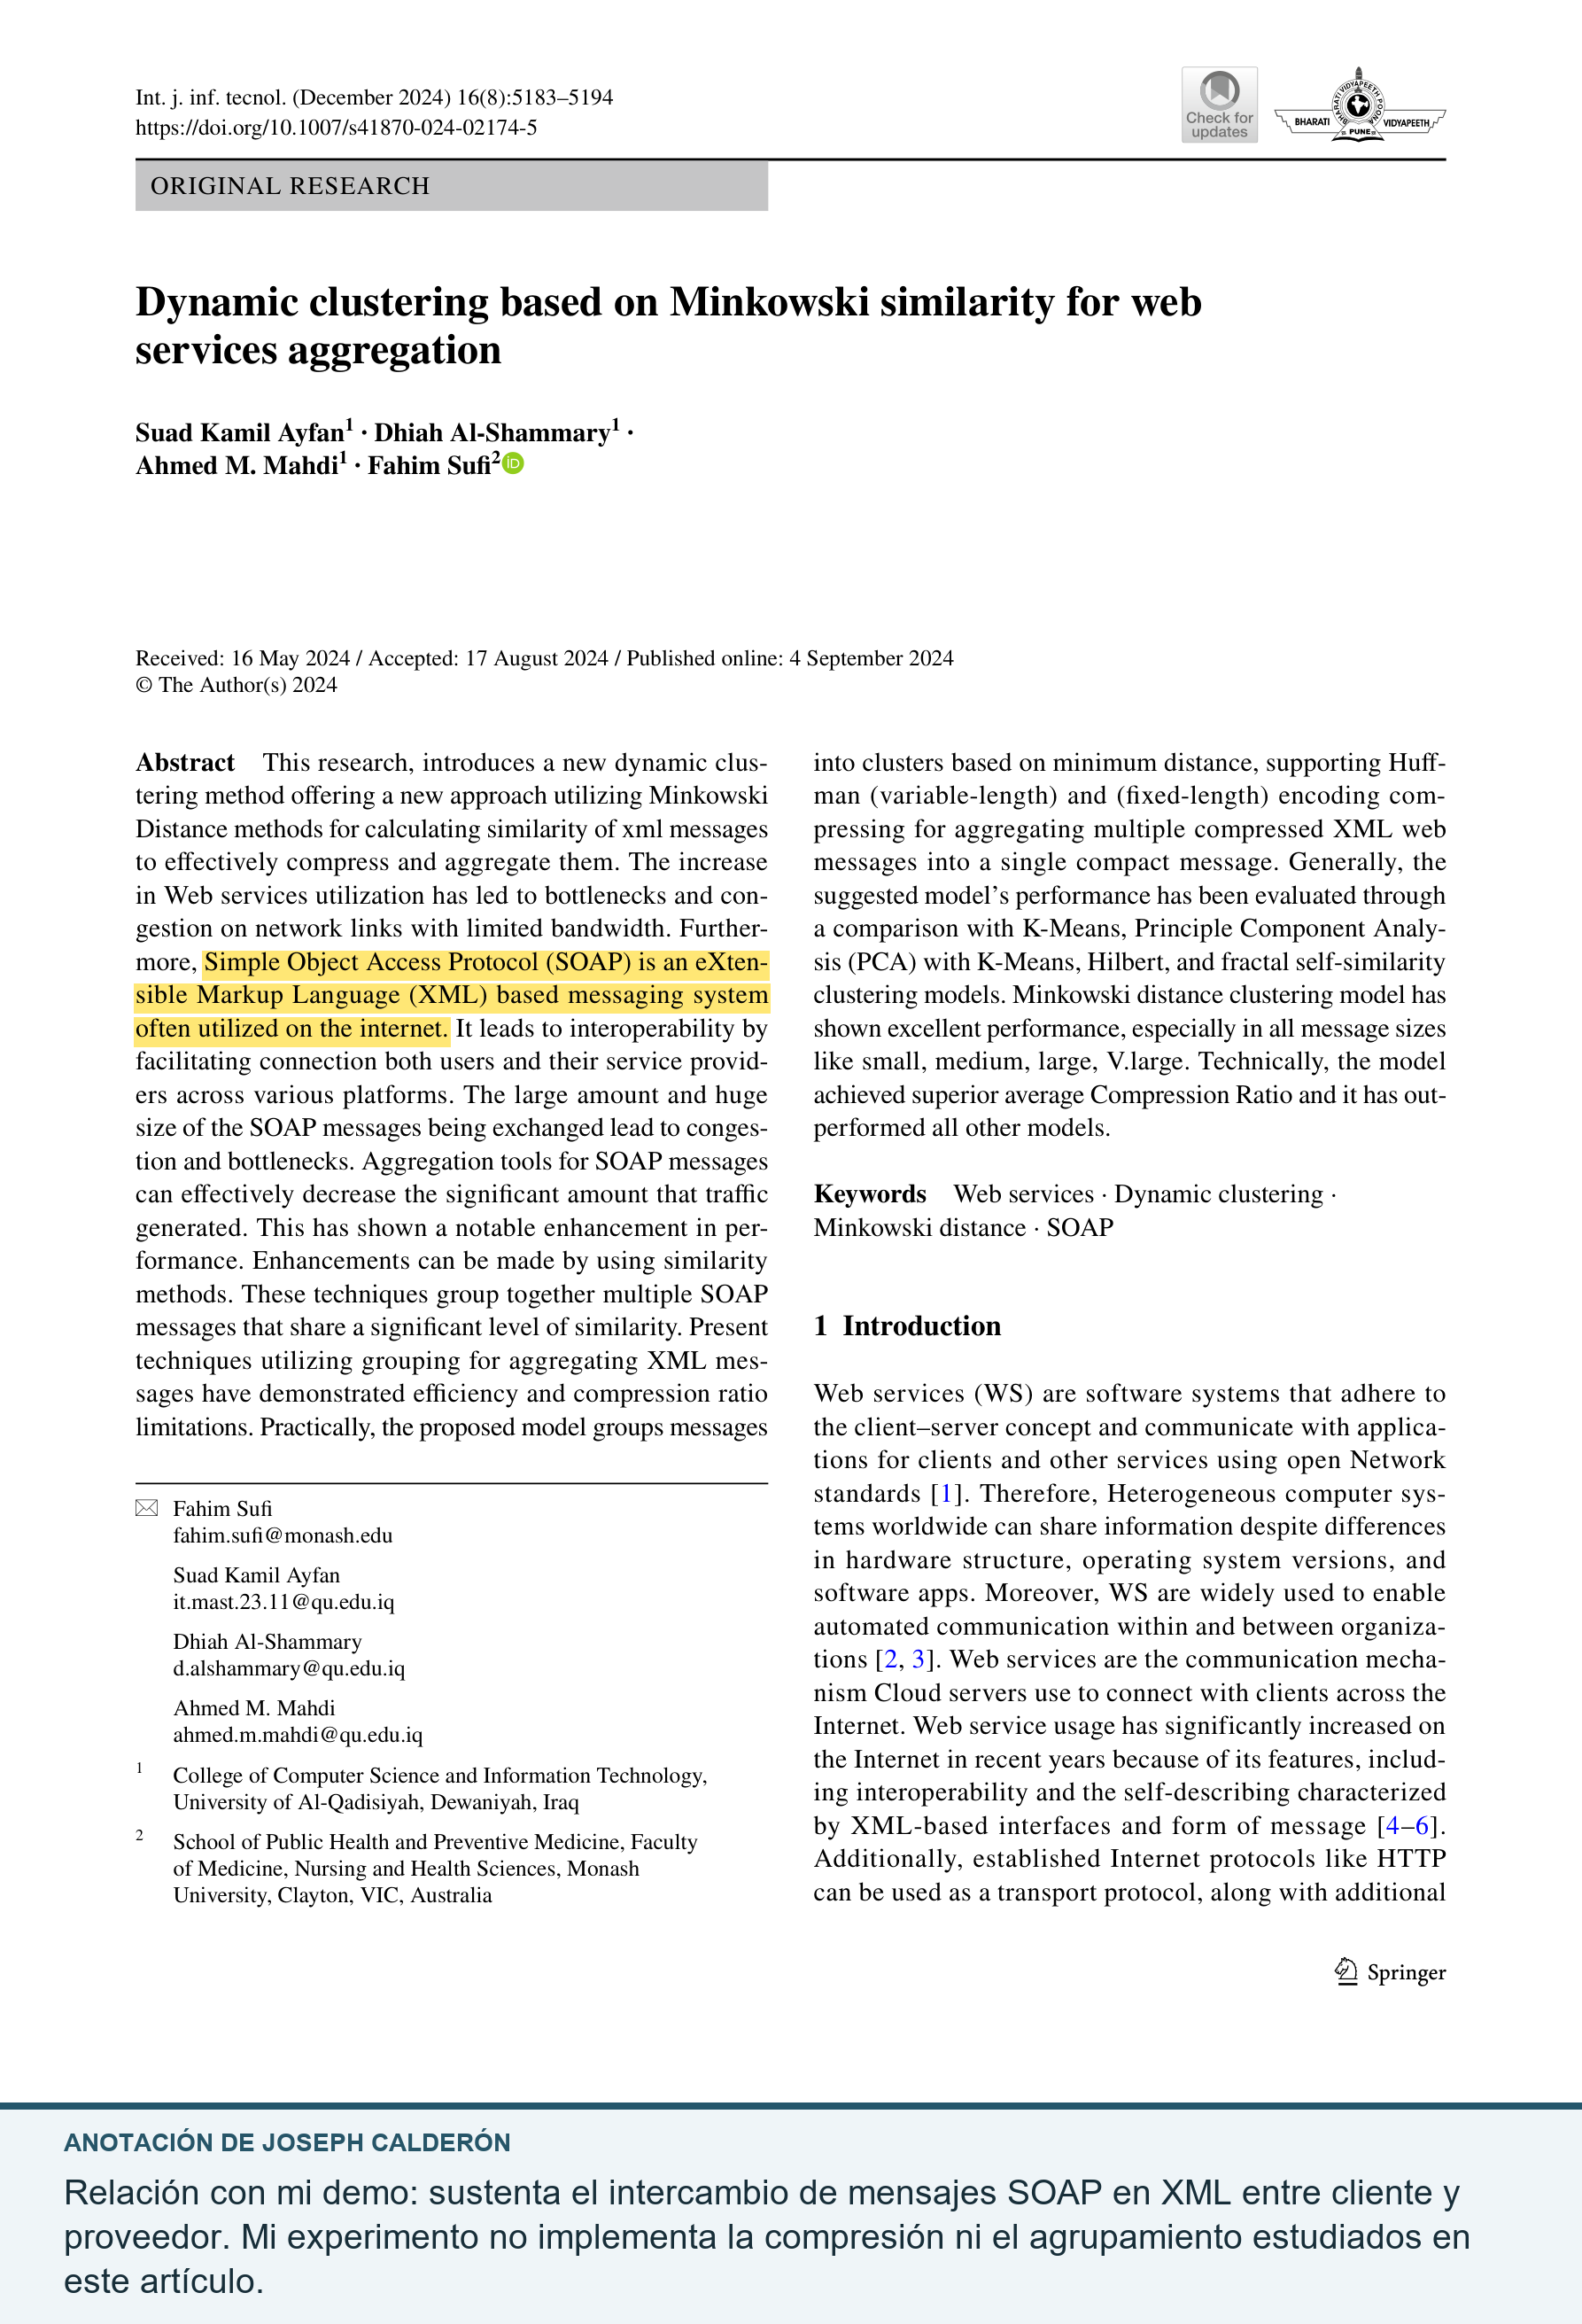 Int. j. inf. tecnol. (December 2024) 16(8):5183–5194
https://doi.org/10.1007/s41870-024-02174-5
Check for
updates
BHARATI VIDYAPEETH POONA
BHARATI
VIDYAPEETH
PUNE
ORIGINAL RESEARCH
Dynamic clustering based on Minkowski similarity for web
services aggregation
Suad Kamil Ayfan1 · Dhiah Al-Shammary1 ·
Ahmed M. Mahdi1 · Fahim Sufi2 iD
Received: 16 May 2024 / Accepted: 17 August 2024 / Published online: 4 September 2024
© The Author(s) 2024
Abstract This research, introduces a new dynamic clus-
tering method offering a new approach utilizing Minkowski
Distance methods for calculating similarity of xml messages
to effectively compress and aggregate them. The increase
in Web services utilization has led to bottlenecks and con-
gestion on network links with limited bandwidth. Further-
more, Simple Object Access Protocol (SOAP) is an eXten-
sible Markup Language (XML) based messaging system
often utilized on the internet. It leads to interoperability by
facilitating connection both users and their service provid-
ers across various platforms. The large amount and huge
size of the SOAP messages being exchanged lead to conges-
tion and bottlenecks. Aggregation tools for SOAP messages
can effectively decrease the significant amount that traffic
generated. This has shown a notable enhancement in per-
formance. Enhancements can be made by using similarity
methods. These techniques group together multiple SOAP
messages that share a significant level of similarity. Present
techniques utilizing grouping for aggregating XML mes-
sages have demonstrated efficiency and compression ratio
limitations. Practically, the proposed model groups messages
into clusters based on minimum distance, supporting Huff-
man (variable-length) and (fixed-length) encoding com-
pressing for aggregating multiple compressed XML web
messages into a single compact message. Generally, the
suggested model's performance has been evaluated through
a comparison with K-Means, Principle Component Analy-
sis (PCA) with K-Means, Hilbert, and fractal self-similarity
clustering models. Minkowski distance clustering model has
shown excellent performance, especially in all message sizes
like small, medium, large, V.large. Technically, the model
achieved superior average Compression Ratio and it has out-
performed all other models.
Keywords Web services · Dynamic clustering ·
Minkowski distance · SOAP
1 Introduction
Web services (WS) are software systems that adhere to
the client–server concept and communicate with applica-
tions for clients and other services using open Network
standards [1]. Therefore, Heterogeneous computer sys-
tems worldwide can share information despite differences
in hardware structure, operating system versions, and
software apps. Moreover, WS are widely used to enable
automated communication within and between organiza-
tions [2, 3]. Web services are the communication mecha-
nism Cloud servers use to connect with clients across the
Internet. Web service usage has significantly increased on
the Internet in recent years because of its features, includ-
ing interoperability and the self-describing characterized
by XML-based interfaces and form of message [4–6].
Additionally, established Internet protocols like HTTP
can be used as a transport protocol, along with additional
Fahim Sufi
fahim.sufi@monash.edu
Suad Kamil Ayfan
it.mast.23.11@qu.edu.iq
Dhiah Al-Shammary
d.alshammary@qu.edu.iq
Ahmed M. Mahdi
ahmed.m.mahdi@qu.edu.iq
1 College of Computer Science and Information Technology,
University of Al-Qadisiyah, Dewaniyah, Iraq
2 School of Public Health and Preventive Medicine, Faculty
of Medicine, Nursing and Health Sciences, Monash
University, Clayton, VIC, Australia
Springer
ANOTACIÓN DE JOSEPH CALDERÓN
Relación con mi demo: sustenta el intercambio de mensajes SOAP en XML entre cliente y
proveedor. Mi experimento no implementa la compresión ni el agrupamiento estudiados en
este artículo.